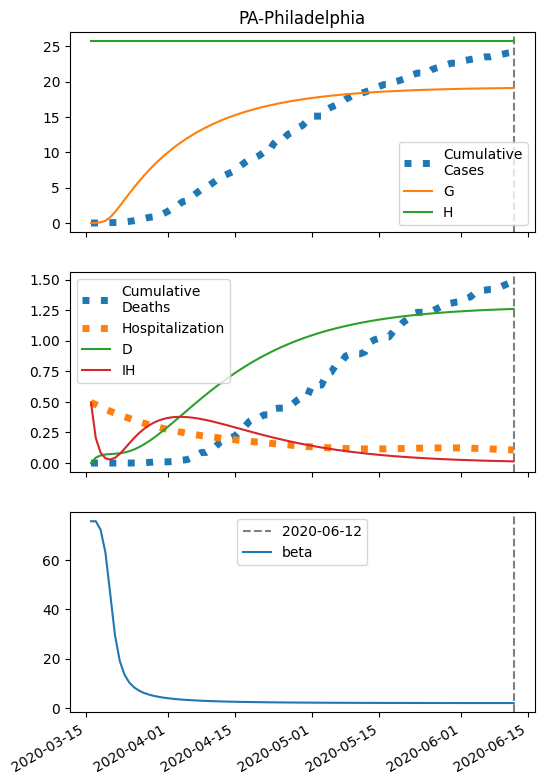 PA-Philadelphia
25
20
15
10
5
0
Cumulative
Cases
G
H
1.50
1.25
1.00
0.75
0.50
0.25
0.00
Cumulative
Deaths
Hospitalization
D
IH
60
40
20
0
2020-06-12
beta
2020-03-15
2020-04-01
2020-04-15
2020-05-01
2020-05-15
2020-06-01
2020-06-15